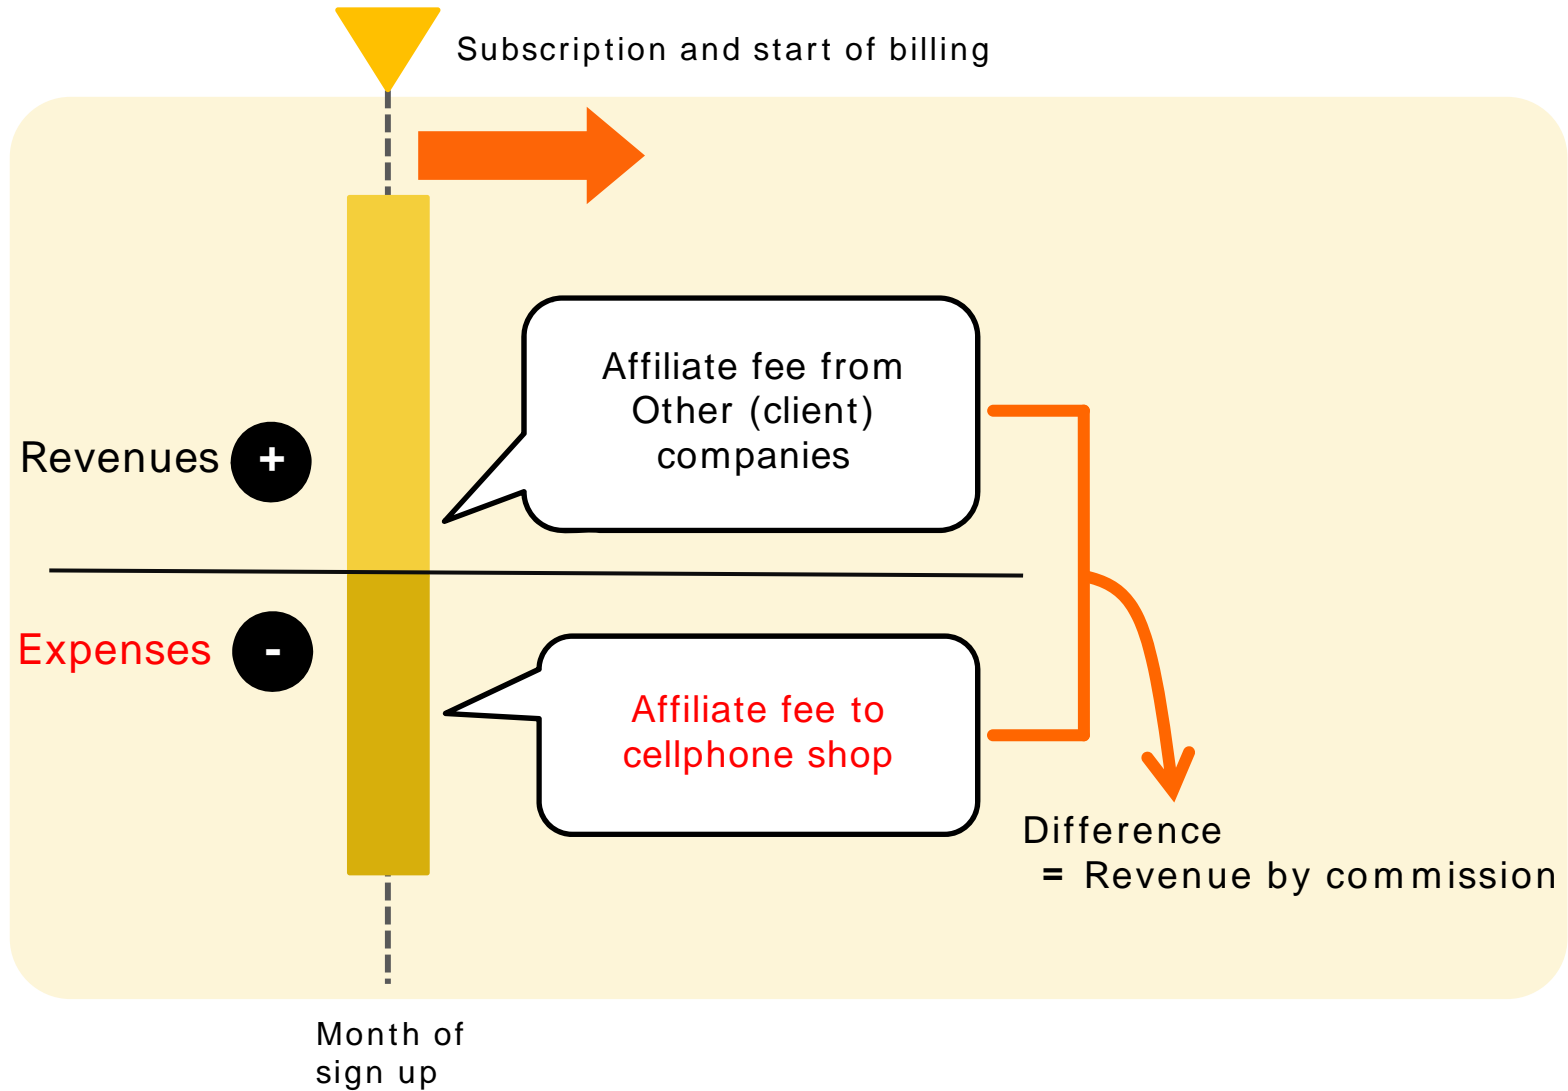 Subscription and start of billing
Affiliate fee from
Other (client)
companies
Revenues +
Expenses -
Affiliate fee to
cellphone shop
Difference
= Revenue by commission
Month of
sign up